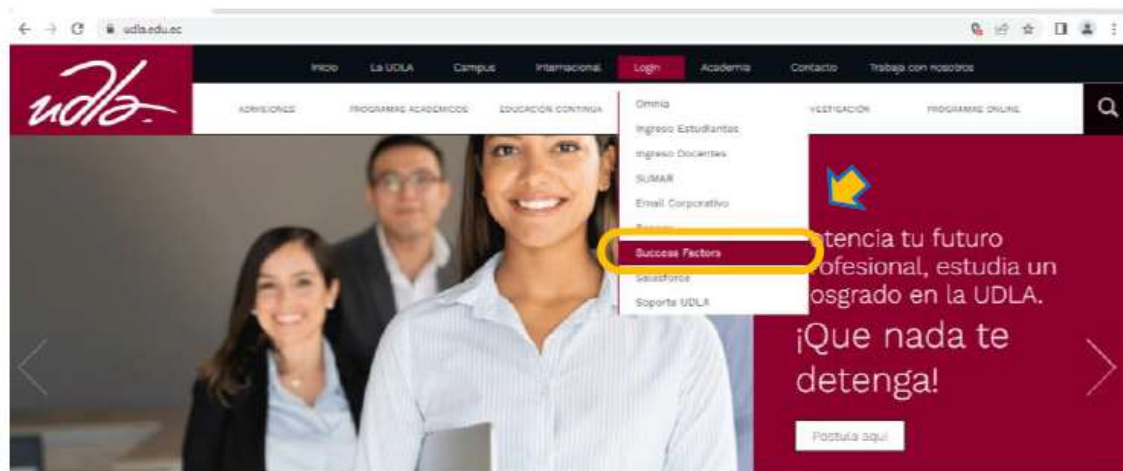 udla.edu.ec
udla-
Inicio La UDLA Campus Internacional Login Academia Contacto Trabaja con nosotros
ADMISIONES PROGRAMAS ACADÉMICOS EDUCACIÓN CONTINUA VESTIGACIÓN PROGRAMAS ONLINE
Omnia
Ingreso Estudiantes
Ingreso Docentes
SUMAR
Email Corporativo
Success Factors
Salesforce
Soporte UDLA
otencia tu futuro
rofesional, estudia un
osgrado en la UDLA.
¡Que nada te
detenga!
Postula aquí